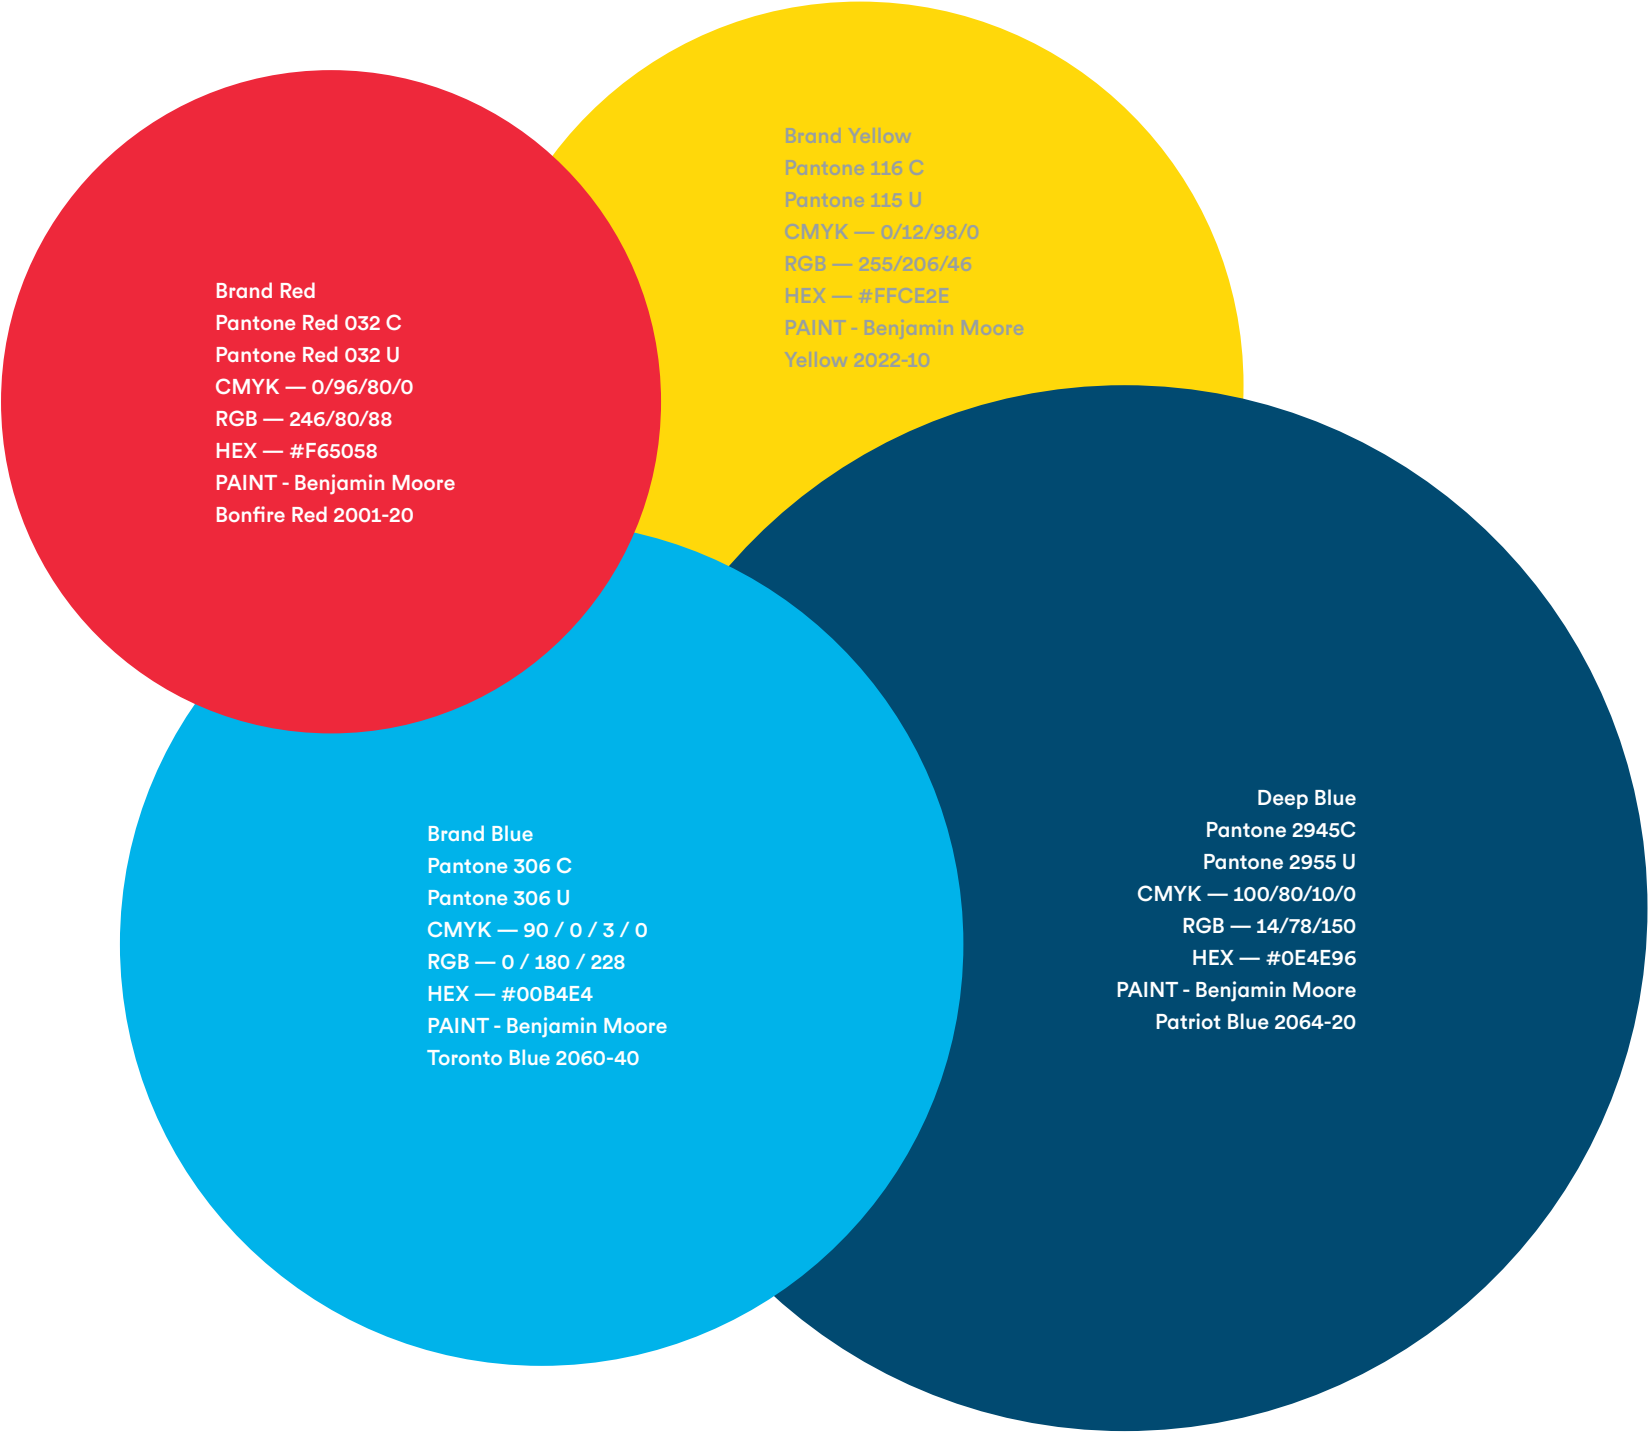 Brand Yellow
Pantone 116 C
Pantone 115 U
CMYK — 0/12/98/0
RGB — 255/206/46
HEX — #FFCE2E
PAINT - Benjamin Moore
Yellow 2022-10
Brand Red
Pantone Red 032 C
Pantone Red 032 U
CMYK — 0/96/80/0
RGB — 246/80/88
HEX — #F65058
PAINT - Benjamin Moore
Bonfire Red 2001-20
Brand Blue
Pantone 306 C
Pantone 306 U
CMYK — 90 / 0 / 3 / 0
RGB — 0 / 180 / 228
HEX — #00B4E4
PAINT - Benjamin Moore
Toronto Blue 2060-40
Deep Blue
Pantone 2945C
Pantone 2955 U
CMYK — 100/80/10/0
RGB — 14/78/150
HEX — #0E4E96
PAINT - Benjamin Moore
Patriot Blue 2064-20